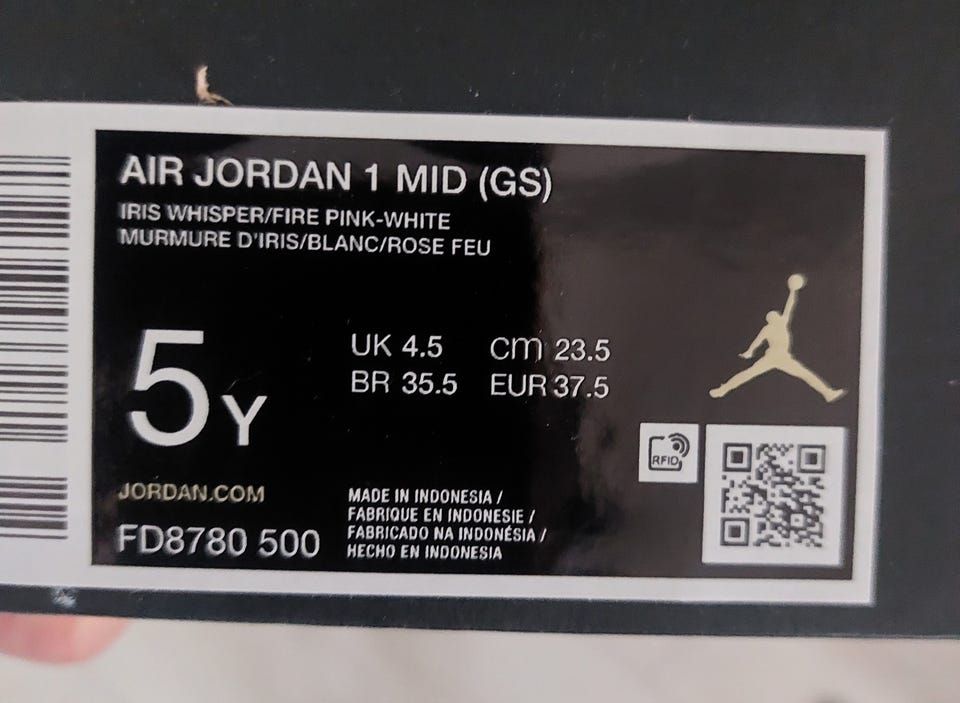 AIR JORDAN 1 MID (GS)
IRIS WHISPER/FIRE PINK-WHITE
MURMURE D'IRIS/BLANC/ROSE FEU
5Y
UK 4.5 cm 23.5
BR 35.5 EUR 37.5
RFID
JORDAN.COM
FD8780 500
MADE IN INDONESIA /
FABRIQUE EN INDONESIE /
FABRICADO NA INDONÉSIA /
HECHO EN INDONESIA